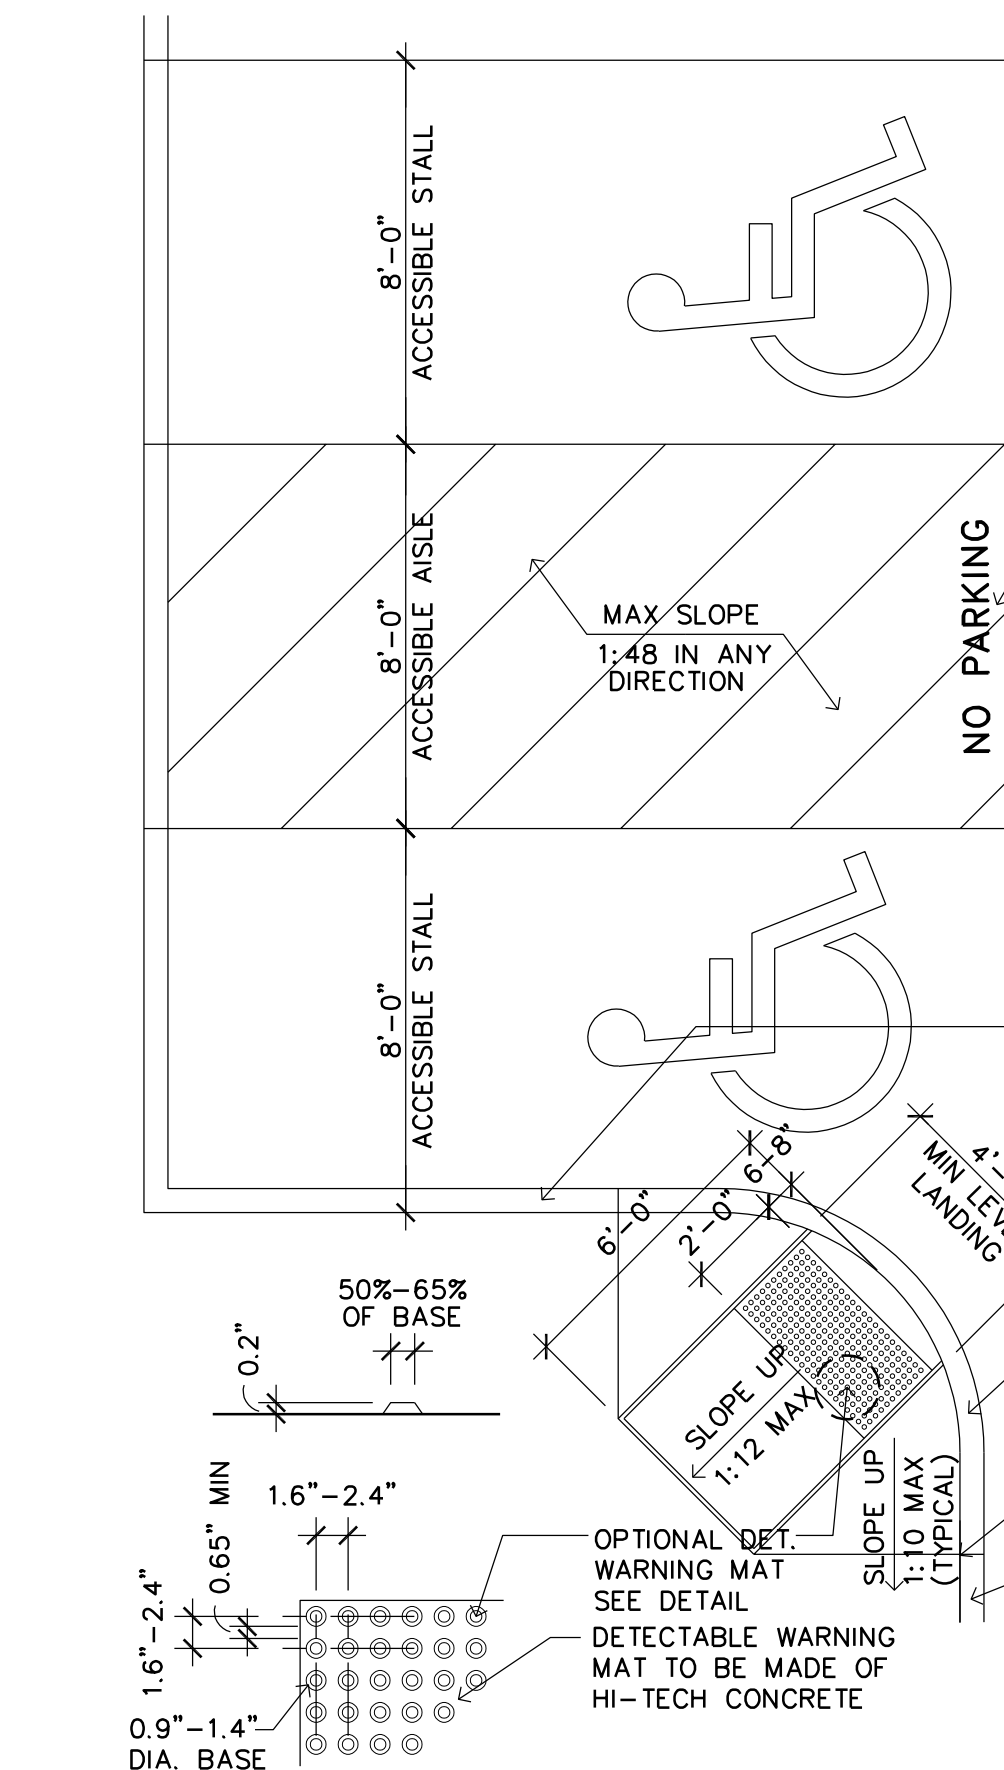 8'-0"
ACCESSIBLE STALL
8'-0"
ACCESSIBLE AISLE
MAX SLOPE
1:48 IN ANY
DIRECTION
NO PARKING
8'-0"
ACCESSIBLE STALL
6'-0"
2'-0"
6-8"
4'-
MIN LEV
LANDING
50%-65%
OF BASE
0.2"
SLOPE UP
1:12 MAX
SLOPE UP
1:10 MAX
(TYPICAL)
1.6"-2.4"
0.65" MIN
1.6"-2.4"
0.9"-1.4"
DIA. BASE
OPTIONAL DET.
WARNING MAT
SEE DETAIL
DETECTABLE WARNING
MAT TO BE MADE OF
HI-TECH CONCRETE